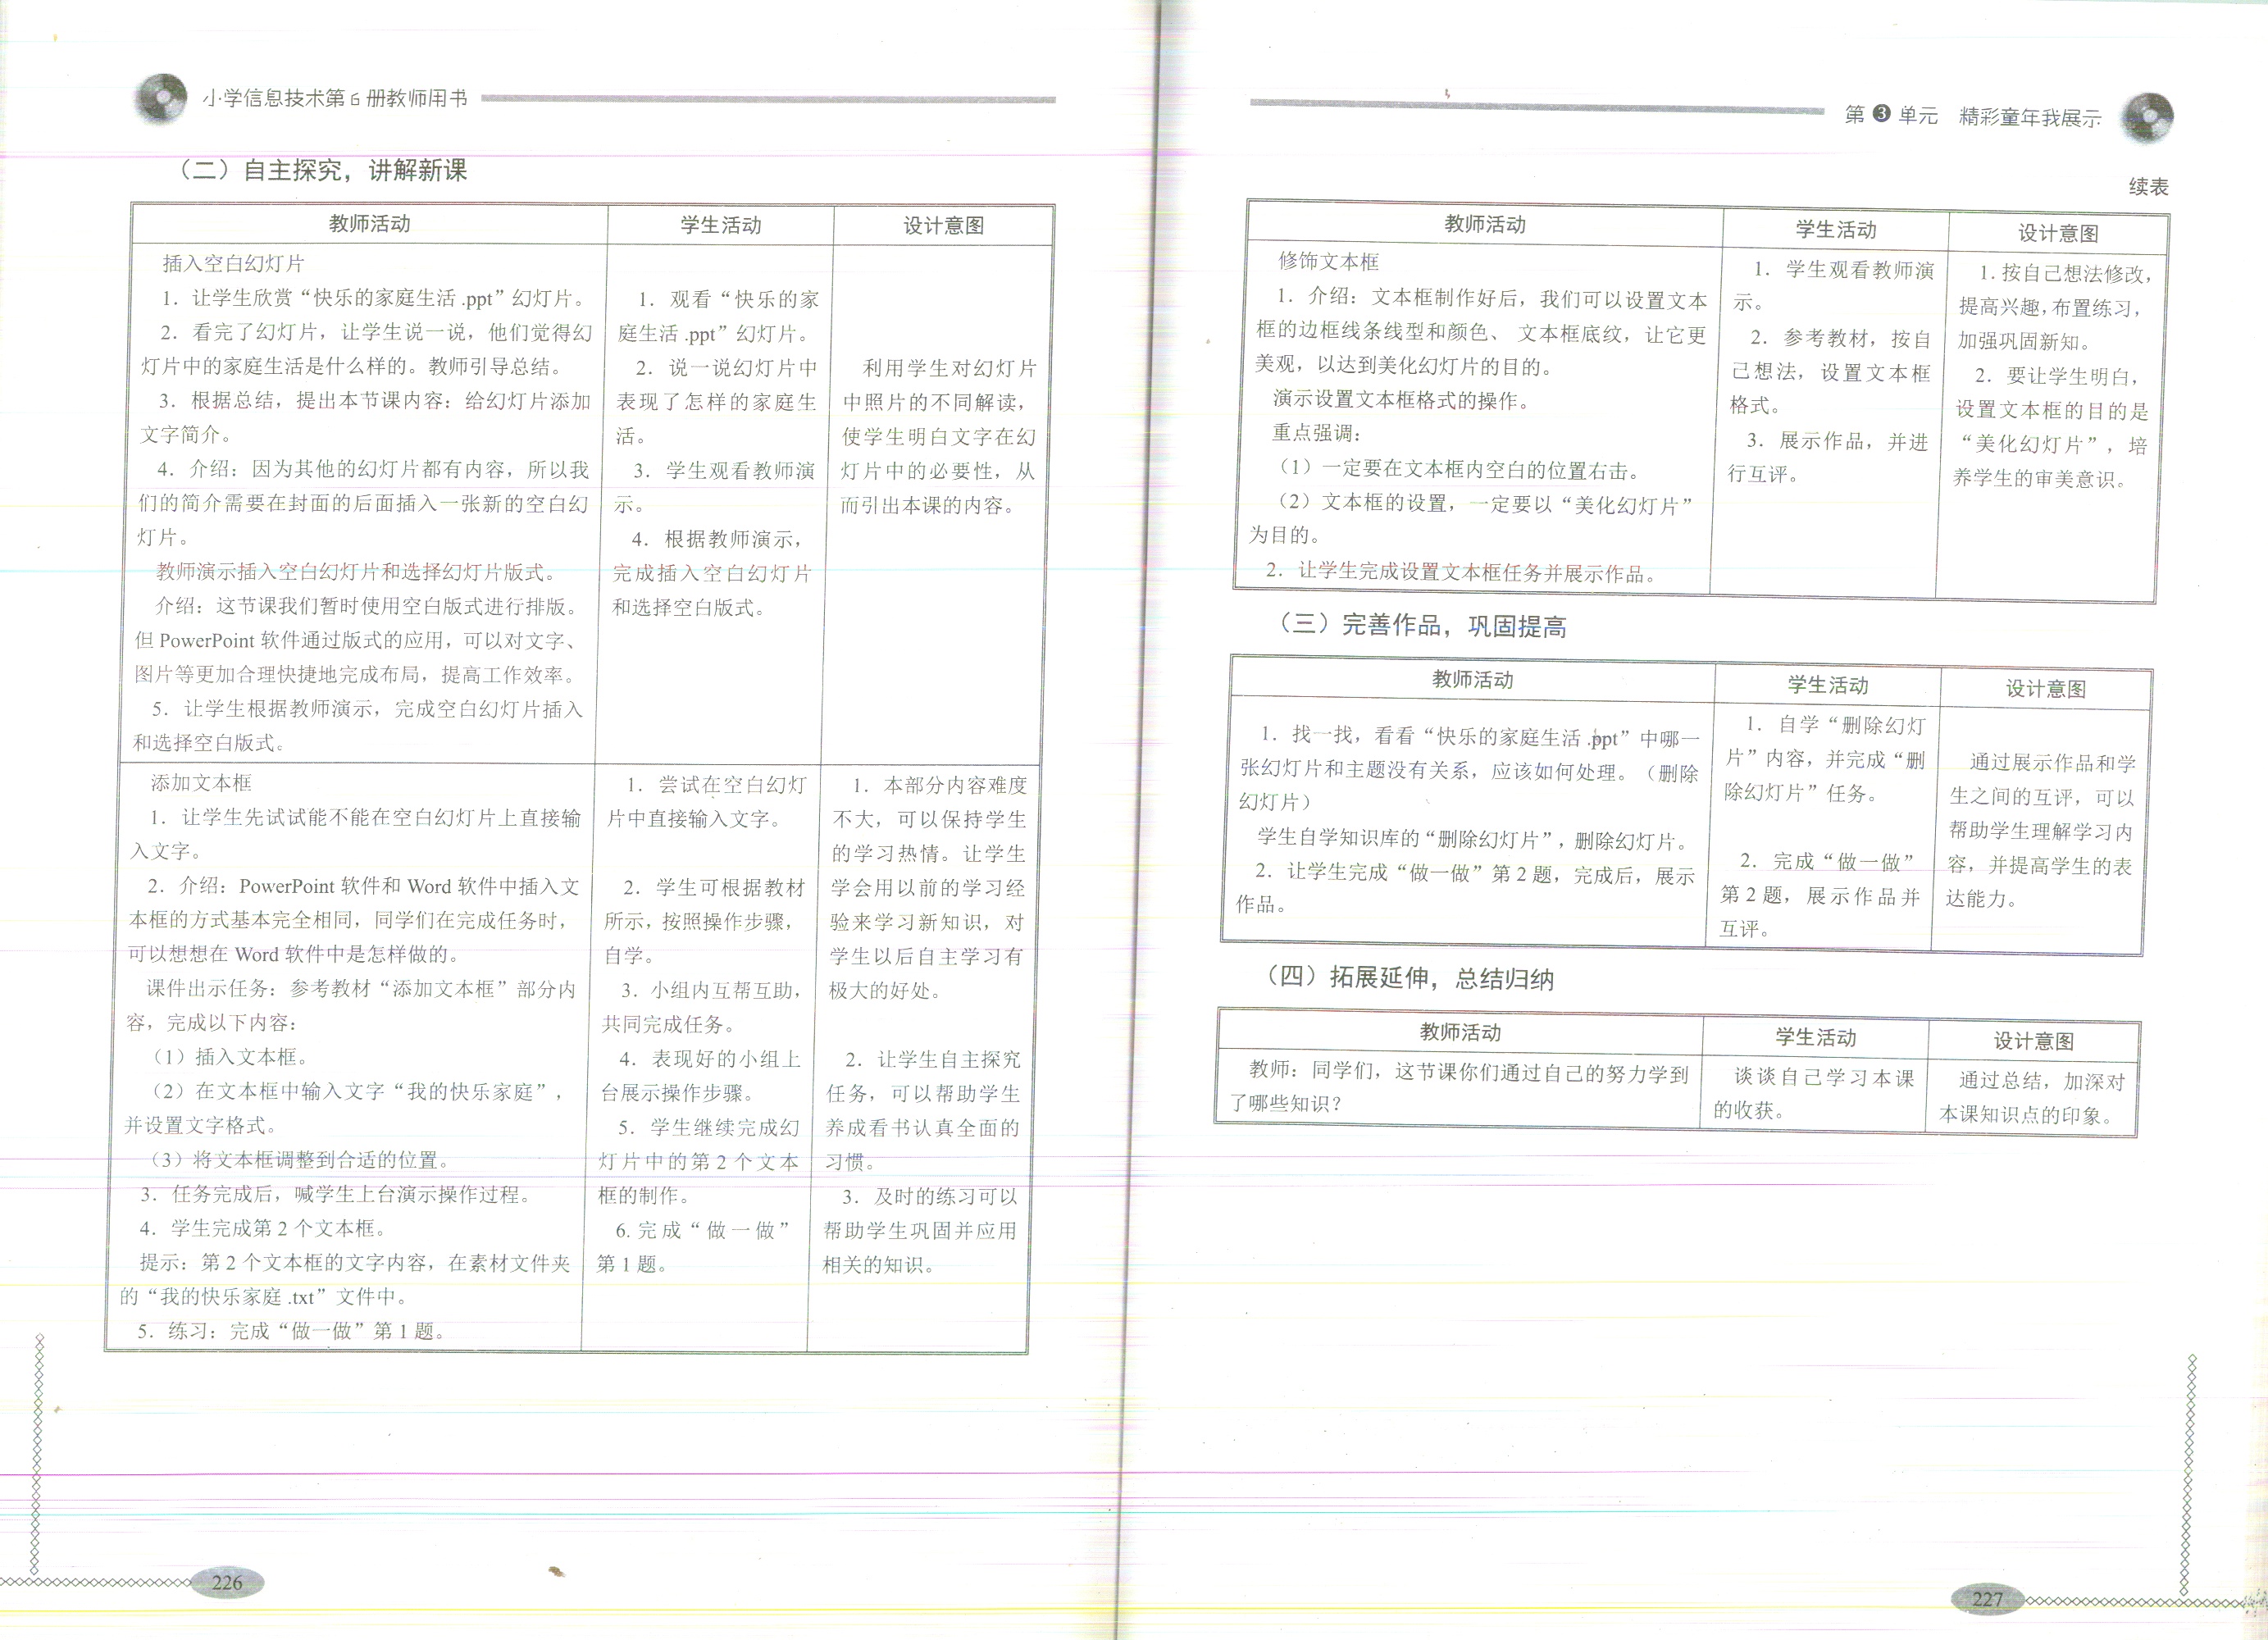 小学信息技术第6册教师用书
（二）自主探究，讲解新课
教师活动
学生活动
设计意图
插入空白幻灯片
1．让学生欣赏“快乐的家庭生活.ppt”幻灯片。
2．看完了幻灯片，让学生说一说，他们觉得幻
灯片中的家庭生活是什么样的。教师引导总结。
3．根据总结，提出本节课内容：给幻灯片添加
文字简介。
4．介绍：因为其他的幻灯片都有内容，所以我
们的简介需要在封面的后面插入一张新的空白幻
灯片。
教师演示插入空白幻灯片和选择幻灯片版式。
介绍：这节课我们暂时使用空白版式进行排版。
但PowerPoint软件通过版式的应用，可以对文字、
图片等更加合理快捷地完成布局，提高工作效率。
5．让学生根据教师演示，完成空白幻灯片插入
和选择空白版式。
1．观看“快乐的家
庭生活.ppt”幻灯片。
2．说一说幻灯片中
表现了怎样的家庭生
活。
3．学生观看教师演
示。
4．根据教师演示，
完成插入空白幻灯片
和选择空白版式。
利用学生对幻灯片
中照片的不同解读，
使学生明白文字在幻
灯片中的必要性，从
而引出本课的内容。
添加文本框
1．让学生先试试能不能在空白幻灯片上直接输
入文字。
2．介绍：PowerPoint软件和Word软件中插入文
本框的方式基本完全相同，同学们在完成任务时，
可以想想在Word软件中是怎样做的。
课件出示任务：参考教材“添加文本框”部分内
容，完成以下内容：
（1）插入文本框。
（2）在文本框中输入文字“我的快乐家庭”，
并设置文字格式。
（3）将文本框调整到合适的位置。
3．任务完成后，喊学生上台演示操作过程。
4．学生完成第2个文本框。
提示：第2个文本框的文字内容，在素材文件夹
的“我的快乐家庭.txt”文件中。
5．练习：完成“做一做”第1题。
1．尝试在空白幻灯
片中直接输入文字。
2．学生可根据教材
所示，按照操作步骤，
自学。
3．小组内互帮互助，
共同完成任务。
4．表现好的小组上
台展示操作步骤。
5．学生继续完成幻
灯片中的第2个文本
框的制作。
6.完成“做一做”
第1题。
1．本部分内容难度
不大，可以保持学生
的学习热情。让学生
学会用以前的学习经
验来学习新知识，对
学生以后自主学习有
极大的好处。
2．让学生自主探究
任务，可以帮助学生
养成看书认真全面的
习惯。
3．及时的练习可以
帮助学生巩固并应用
相关的知识。
226
第3单元 精彩童年我展示
续表
教师活动
学生活动
设计意图
修饰文本框
1．介绍：文本框制作好后，我们可以设置文本
框的边框线条线型和颜色、文本框底纹，让它更
美观，以达到美化幻灯片的目的。
演示设置文本框格式的操作。
重点强调：
（1）一定要在文本框内空白的位置右击。
（2）文本框的设置，一定要以“美化幻灯片”
为目的。
2．让学生完成设置文本框任务并展示作品。
1．学生观看教师演
示。
2．参考教材，按自
己想法，设置文本框
格式。
3．展示作品，并进
行互评。
1.按自己想法修改，
提高兴趣，布置练习，
加强巩固新知。
2．要让学生明白，
设置文本框的目的是
“美化幻灯片”，培
养学生的审美意识。
（三）完善作品，巩固提高
教师活动
学生活动
设计意图
1．找一找，看看“快乐的家庭生活.ppt”中哪一
张幻灯片和主题没有关系，应该如何处理。（删除
幻灯片）
学生自学知识库的“删除幻灯片”，删除幻灯片。
2．让学生完成“做一做”第2题，完成后，展示
作品。
1．自学“删除幻灯
片”内容，并完成“删
除幻灯片”任务。
2．完成“做一做”
第2题，展示作品并
互评。
通过展示作品和学
生之间的互评，可以
帮助学生理解学习内
容，并提高学生的表
达能力。
（四）拓展延伸，总结归纳
教师活动
学生活动
设计意图
教师：同学们，这节课你们通过自己的努力学到
了哪些知识？
谈谈自己学习本课
的收获。
通过总结，加深对
本课知识点的印象。
227